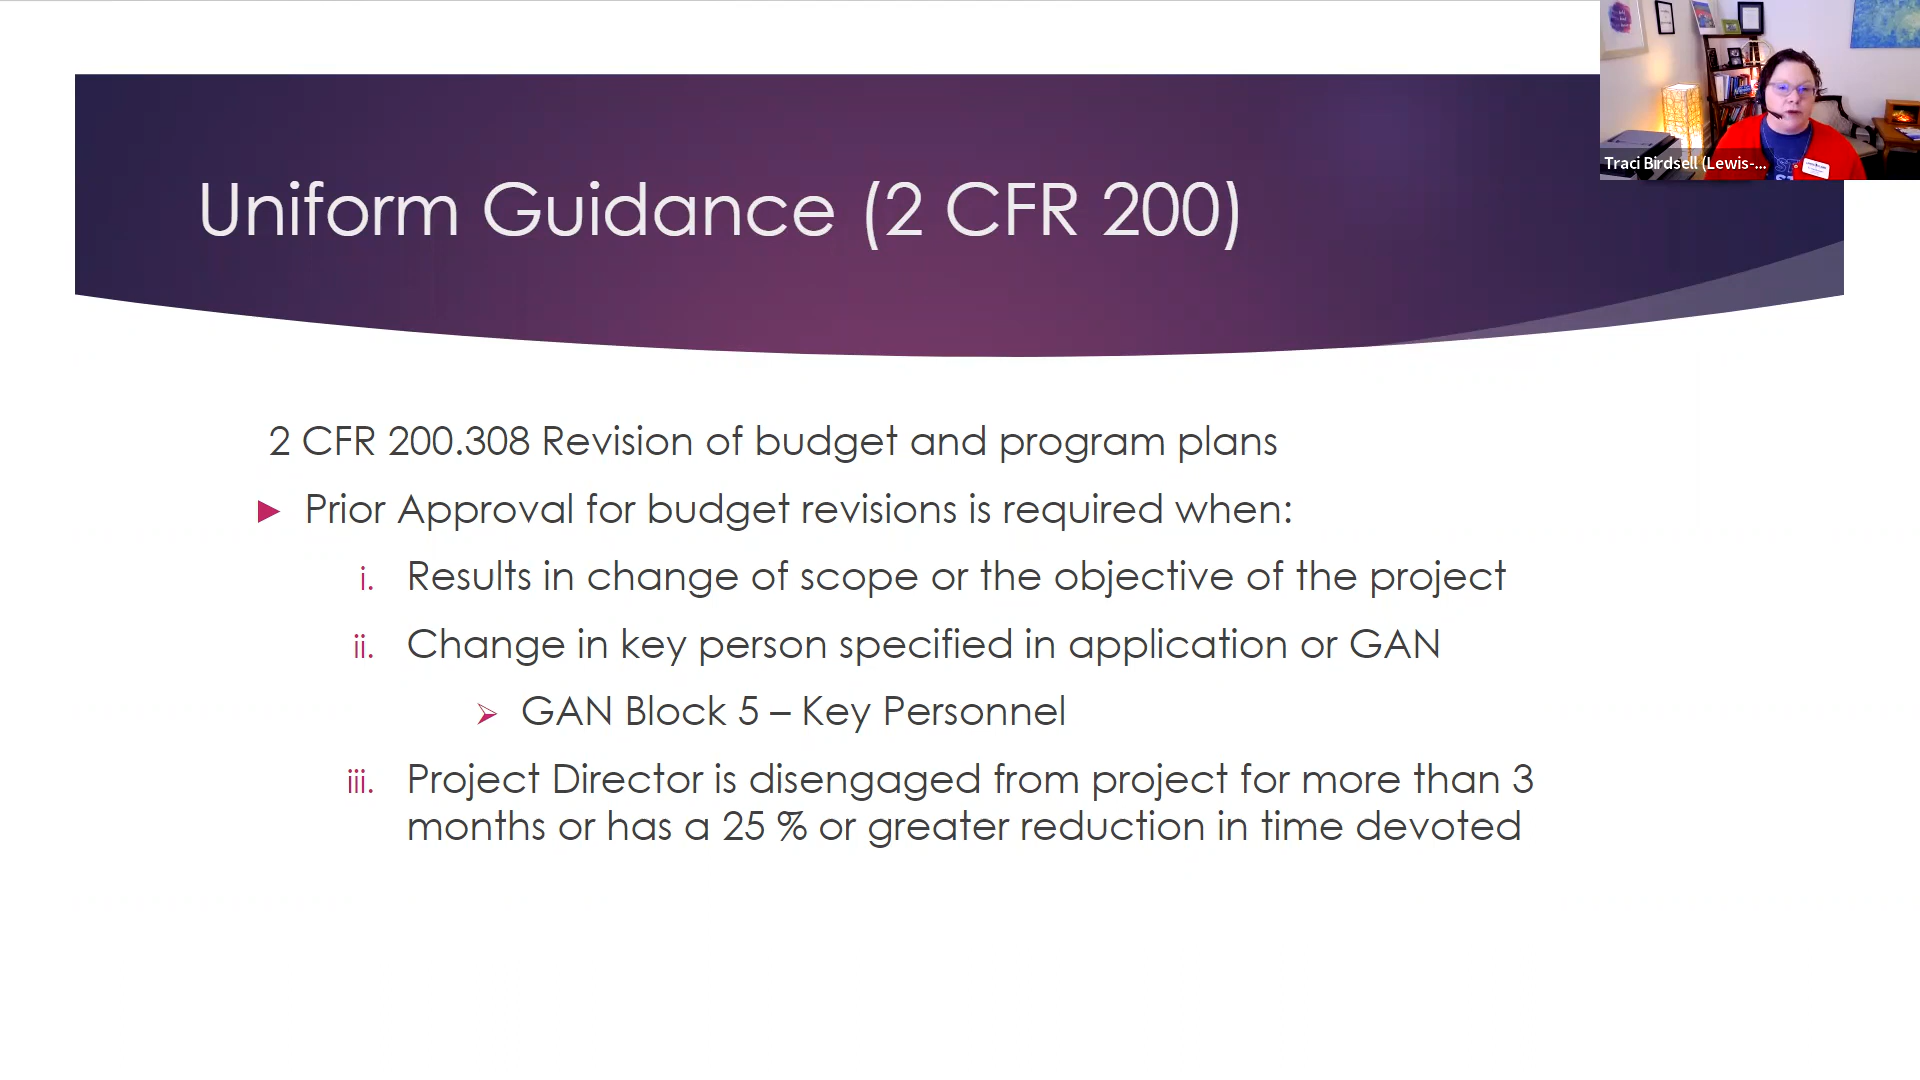 Uniform Guidance (2 CFR 200)
Traci Birdsell (Lewis-...
2 CFR 200.308 Revision of budget and program plans
► Prior Approval for budget revisions is required when:
i. Results in change of scope or the objective of the project
ii. Change in key person specified in application or GAN
➢ GAN Block 5 – Key Personnel
iii. Project Director is disengaged from project for more than 3
months or has a 25 % or greater reduction in time devoted